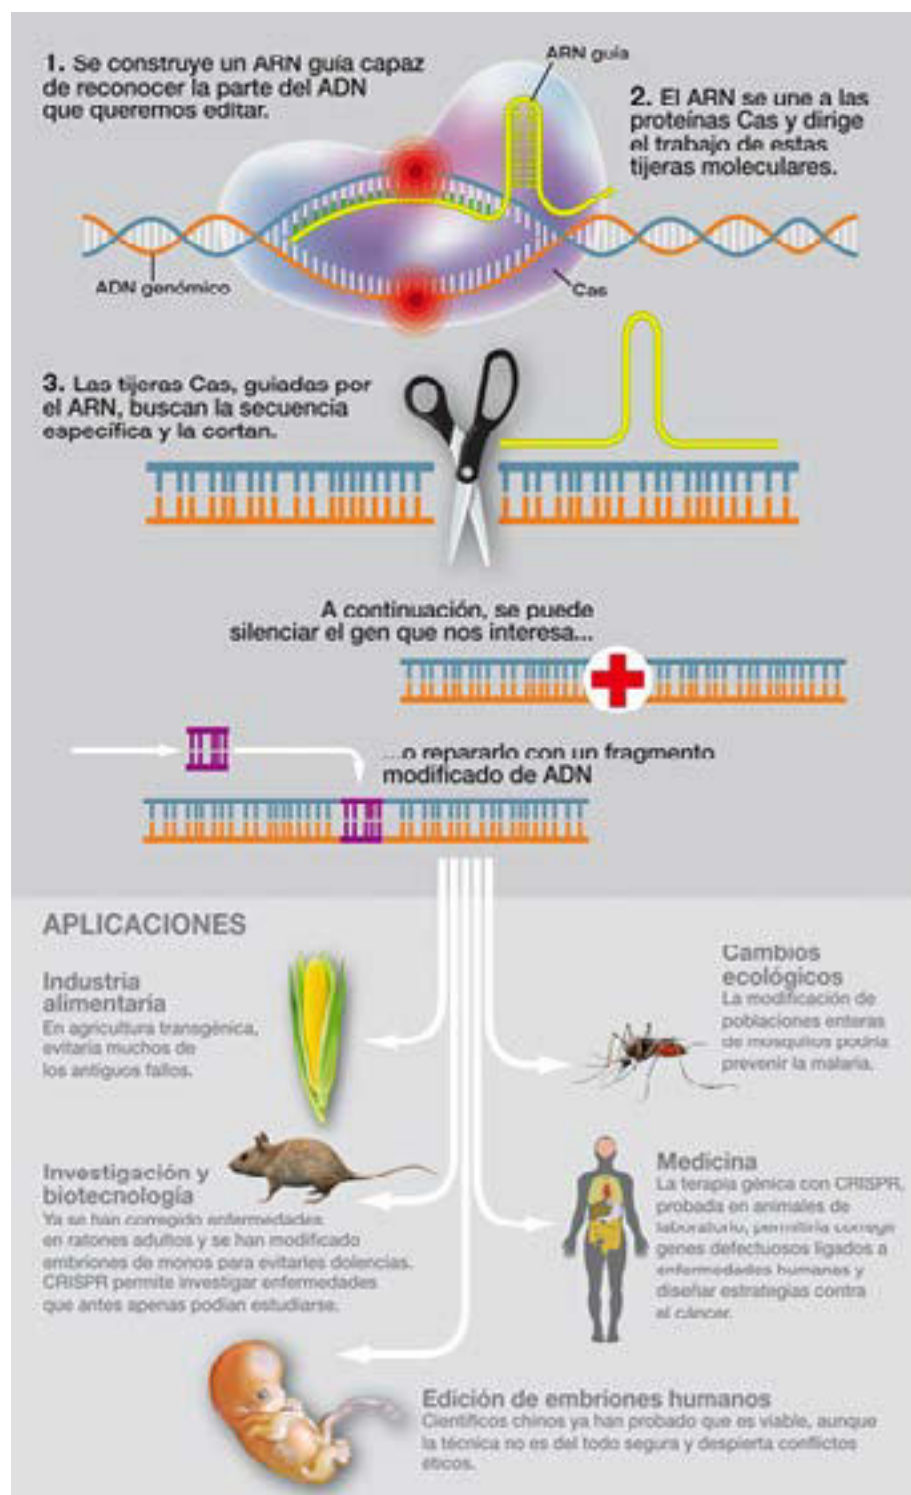 ARN guía
1. Se construye un ARN guía capaz
de reconocer la parte del ADN
que queremos editar.
2. El ARN se une a las
proteínas Cas y dirige
el trabajo de estas
tijeras moleculares.
ADN genómico
Cas
3. Las tijeras Cas, guiadas por
el ARN, buscan la secuencia
específica y la cortan.
A continuación, se puede
silenciar el gen que nos interesa...
...o repararlo con un fragmento
modificado de ADN
APLICACIONES
Industria
alimentaria
En agricultura transgénica,
evitaría muchos de
los antiguos fallos.
Cambios
ecológicos
La modificación de
poblaciones enteras
de mosquitos podría
prevenir la malaria.
Investigación y
biotecnología
Ya se han corregido enfermedades
en ratones adultos y se han modificado
embriones de monos para evitarles dolencias.
CRISPR permite investigar enfermedades
que antes apenas podían estudiarse.
Medicina
La terapia génica con CRISPR,
probada en animales de
laboratorio, permitiría corregir
genes defectuosos ligados a
enfermedades humanas y
diseñar estrategias contra
el cáncer.
Edición de embriones humanos
Científicos chinos ya han probado que es viable, aunque
la técnica no es del todo segura y despierta conflictos
éticos.